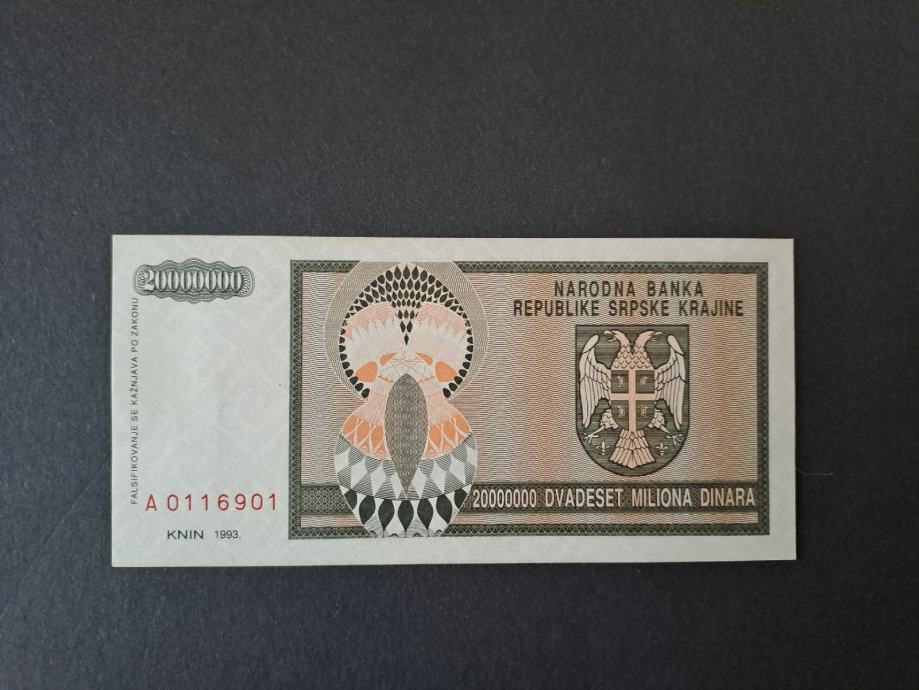 20000000
FALSIFIKOVANJE SE KAŽNJAVA PO ZAKONU
NARODNA BANKA
REPUBLIKE SRPSKE KRAJINE
A 0116901
20000000 DVADESET MILIONA DINARA
KNIN 1993.